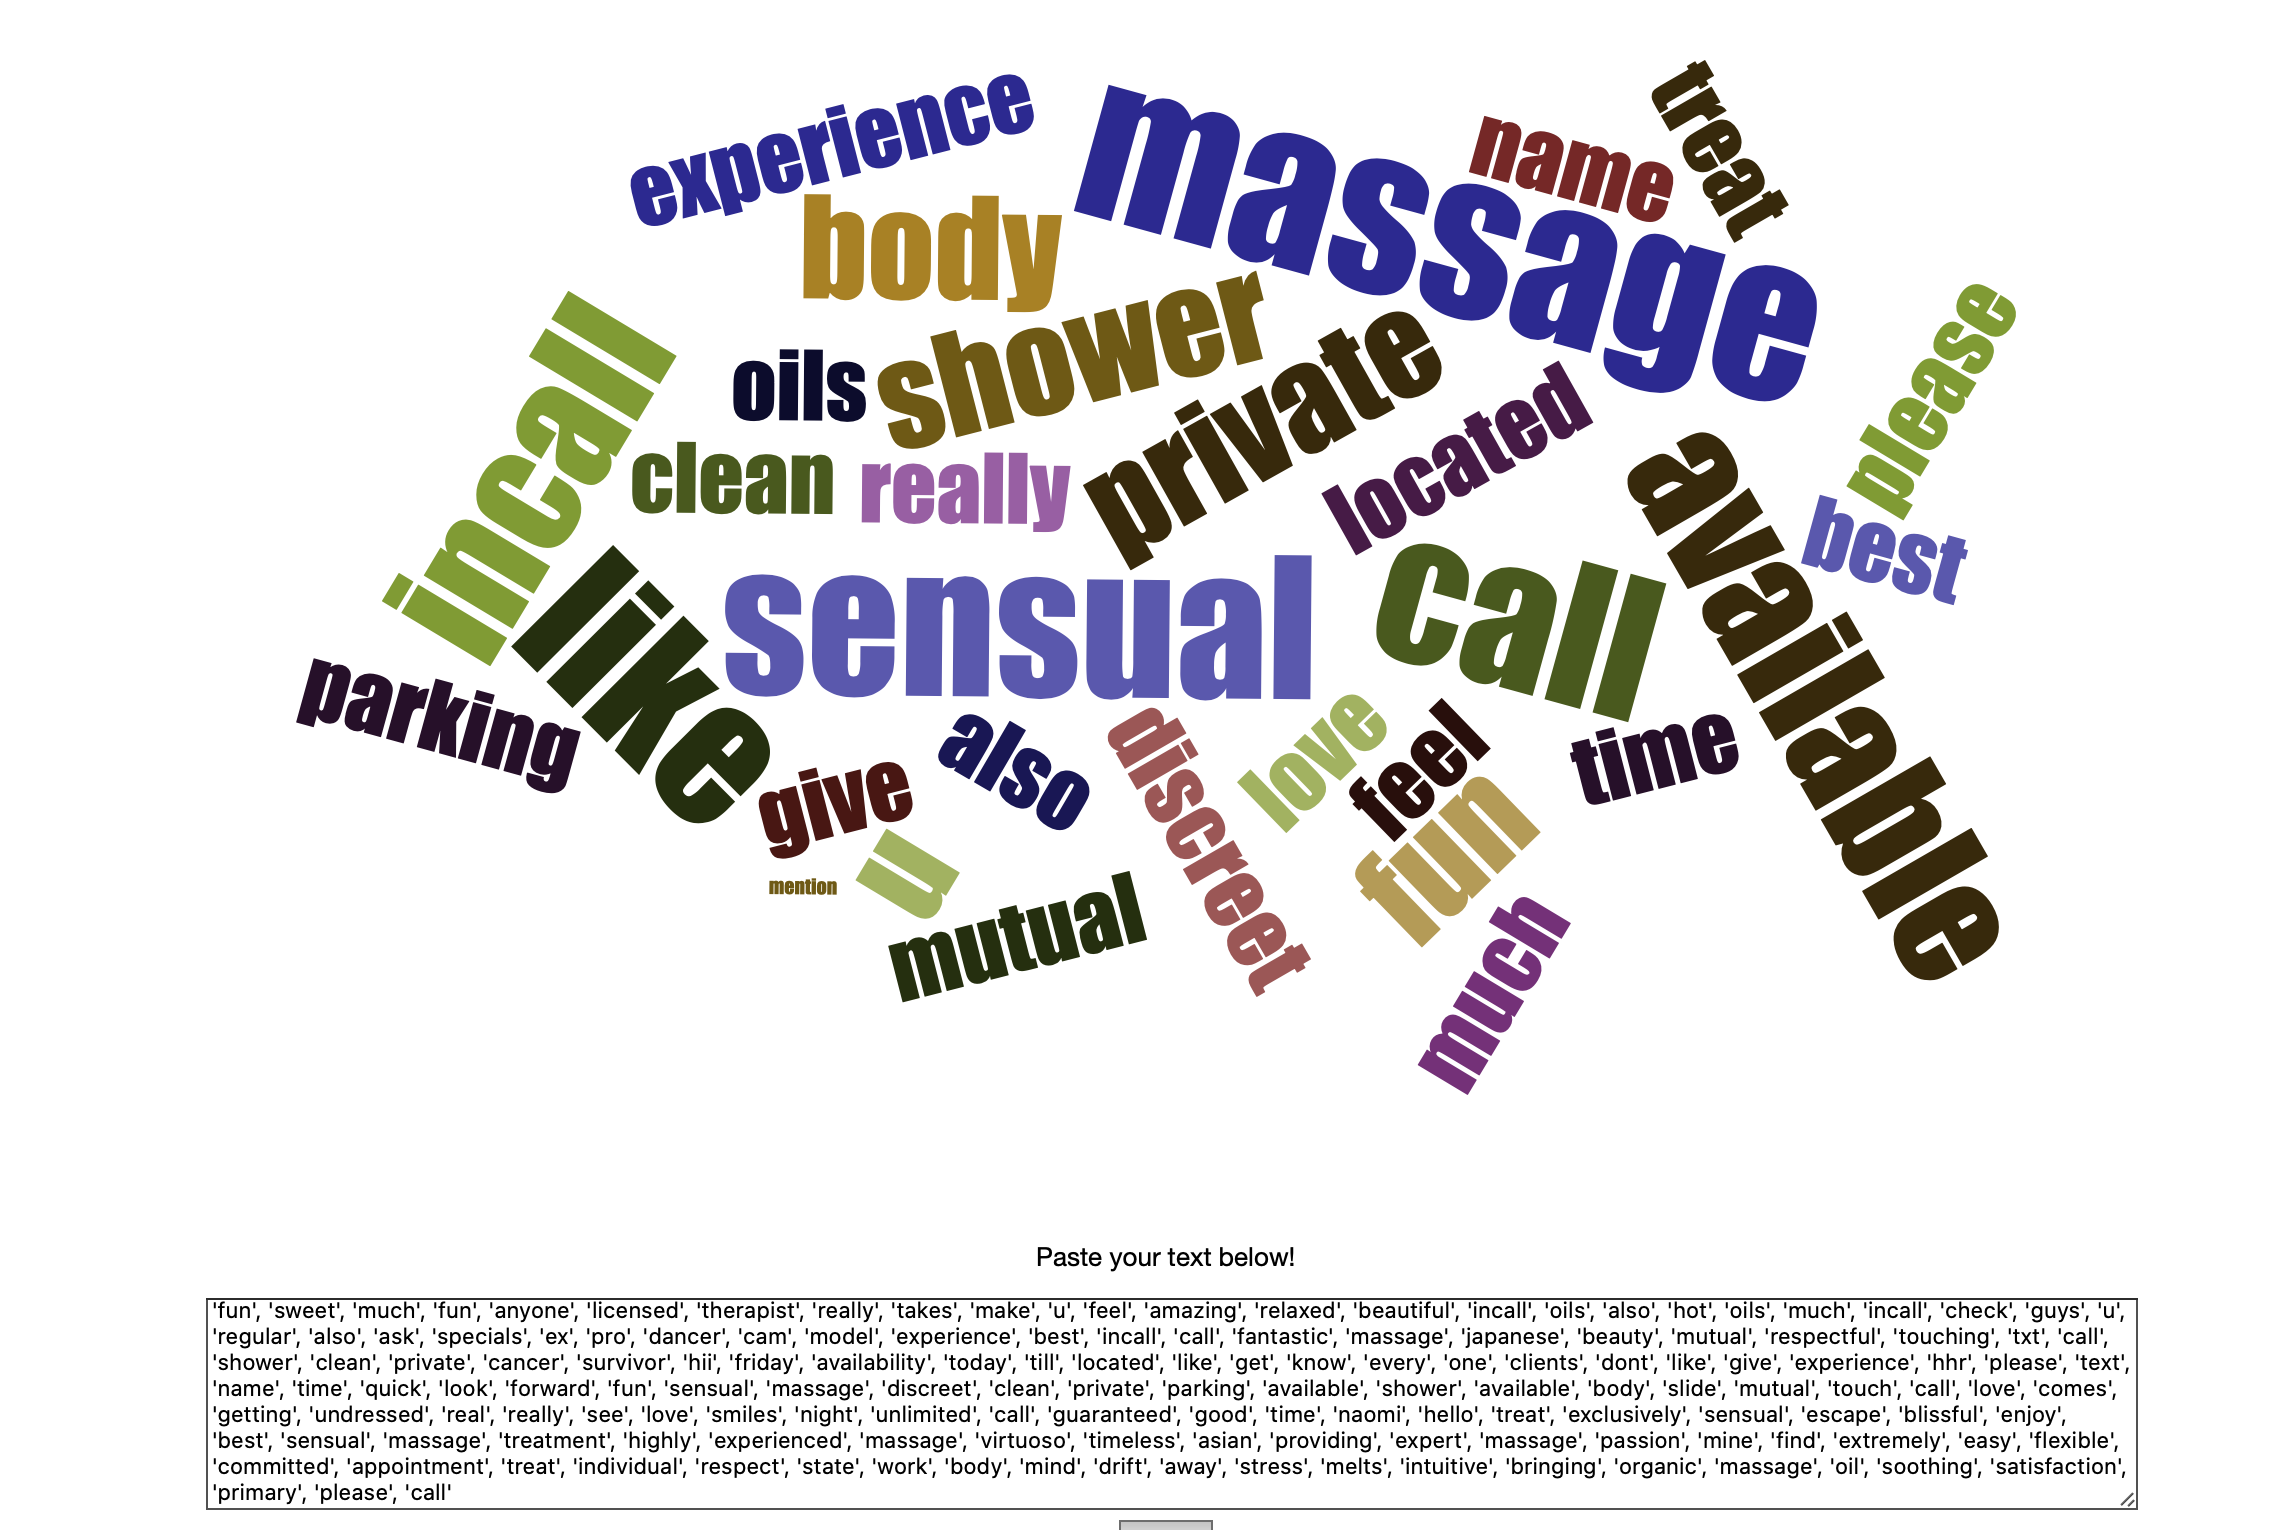 experience
massage
name
treat
body
shower
private
please
incall
oils
located
clean
really
available
best
like
sensual
call
parking
also
discreet
love
feel
time
give
fun
u
mention
mutual
much
Paste your text below!
'fun', 'sweet', 'much', 'fun', 'anyone', 'licensed', 'therapist', 'really', 'takes', 'make', 'u', 'feel', 'amazing', 'relaxed', 'beautiful', 'incall', 'oils', 'also', 'hot', 'oils', 'much', 'incall', 'check', 'guys', 'u',
'regular', 'also', 'ask', 'specials', 'ex', 'pro', 'dancer', 'cam', 'model', 'experience', 'best', 'incall', 'call', 'fantastic', 'massage', 'japanese', 'beauty', 'mutual', 'respectful', 'touching', 'txt', 'call',
'shower', 'clean', 'private', 'cancer', 'survivor', 'hii', 'friday', 'availability', 'today', 'till', 'located', 'like', 'get', 'know', 'every', 'one', 'clients', 'dont', 'like', 'give', 'experience', 'hhr', 'please', 'text',
'name', 'time', 'quick', 'look', 'forward', 'fun', 'sensual', 'massage', 'discreet', 'clean', 'private', 'parking', 'available', 'shower', 'available', 'body', 'slide', 'mutual', 'touch', 'call', 'love', 'comes',
'getting', 'undressed', 'real', 'really', 'see', 'love', 'smiles', 'night', 'unlimited', 'call', 'guaranteed', 'good', 'time', 'naomi', 'hello', 'treat', 'exclusively', 'sensual', 'escape', 'blissful', 'enjoy',
'best', 'sensual', 'massage', 'treatment', 'highly', 'experienced', 'massage', 'virtuoso', 'timeless', 'asian', 'providing', 'expert', 'massage', 'passion', 'mine', 'find', 'extremely', 'easy', 'flexible',
'committed', 'appointment', 'treat', 'individual', 'respect', 'state', 'work', 'body', 'mind', 'drift', 'away', 'stress', 'melts', 'intuitive', 'bringing', 'organic', 'massage', 'oil', 'soothing', 'satisfaction',
'primary', 'please', 'call'